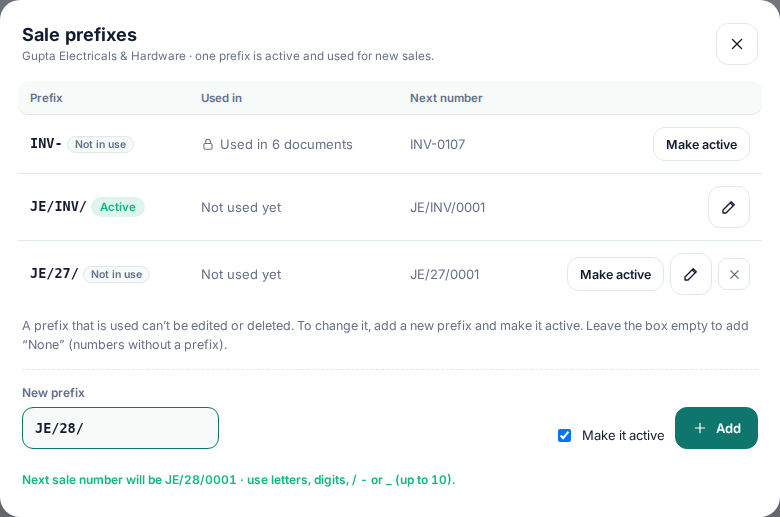 Sale prefixes
Gupta Electricals & Hardware · one prefix is active and used for new sales.
Prefix Used in Next number
INV- Not in use Used in 6 documents INV-0107 Make active
JE/INV/ Active Not used yet JE/INV/0001
JE/27/ Not in use Not used yet JE/27/0001 Make active
A prefix that is used can’t be edited or deleted. To change it, add a new prefix and make it active. Leave the box empty to add
“None” (numbers without a prefix).
New prefix
JE/28/ Make it active Add
Next sale number will be JE/28/0001 · use letters, digits, / - or _ (up to 10).